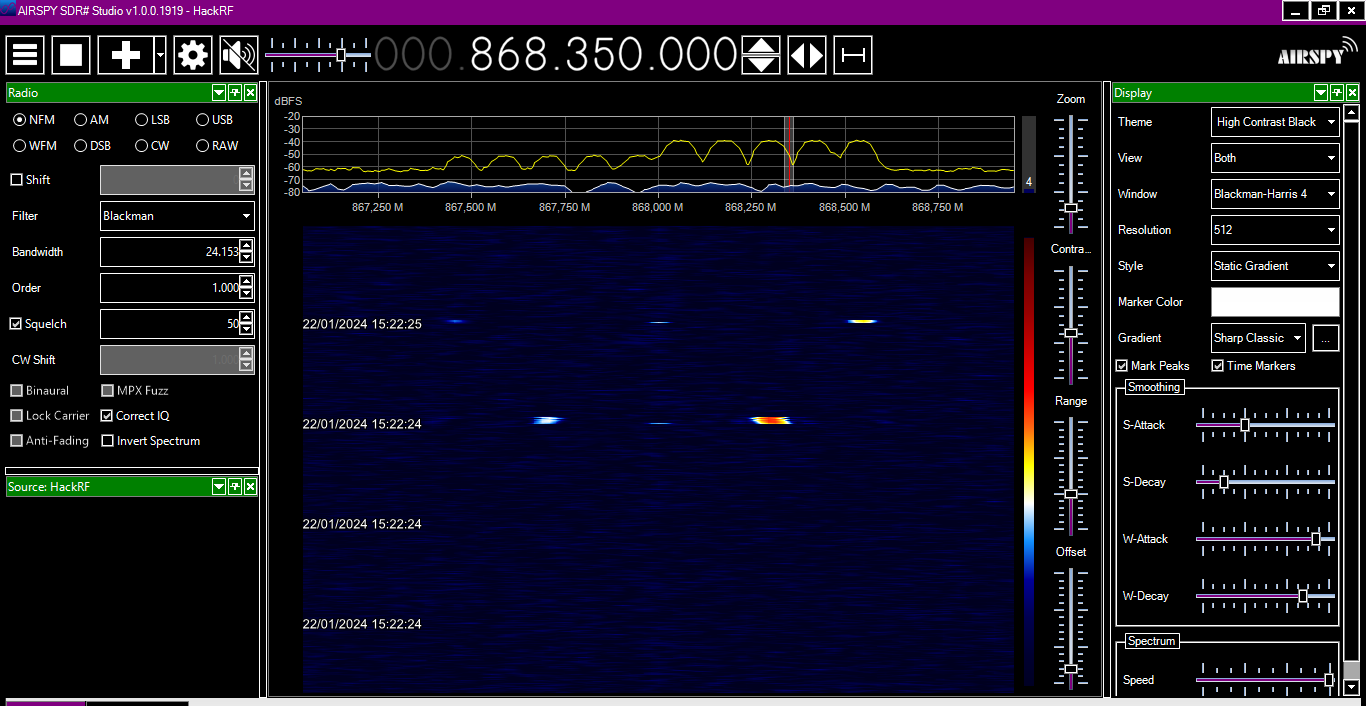 AIRSPY SDR# Studio v1.0.0.1919 - HackRF
000.868.350.000
AIRSPY
Radio
NFM AM LSB USB
WFM DSB CW RAW
Shift
Filter Blackman
Bandwidth 24.153
Order 1.000
Squelch 50
CW Shift
Binaural MPX Fuzz
Lock Carrier Correct IQ
Anti-Fading Invert Spectrum
Source: HackRF
dBFS
-20
-30
-40
-50
-60
-70
-80
4
867,250 M 867,500 M 867,750 M 868,000 M 868,250 M 868,500 M 868,750 M
22/01/2024 15:22:25
22/01/2024 15:22:24
22/01/2024 15:22:24
22/01/2024 15:22:24
Zoom
Contra...
Range
Offset
Display
Theme High Contrast Black
View Both
Window Blackman-Harris 4
Resolution 512
Style Static Gradient
Marker Color
Gradient Sharp Classic ...
Mark Peaks Time Markers
Smoothing
S-Attack
S-Decay
W-Attack
W-Decay
Spectrum
Speed